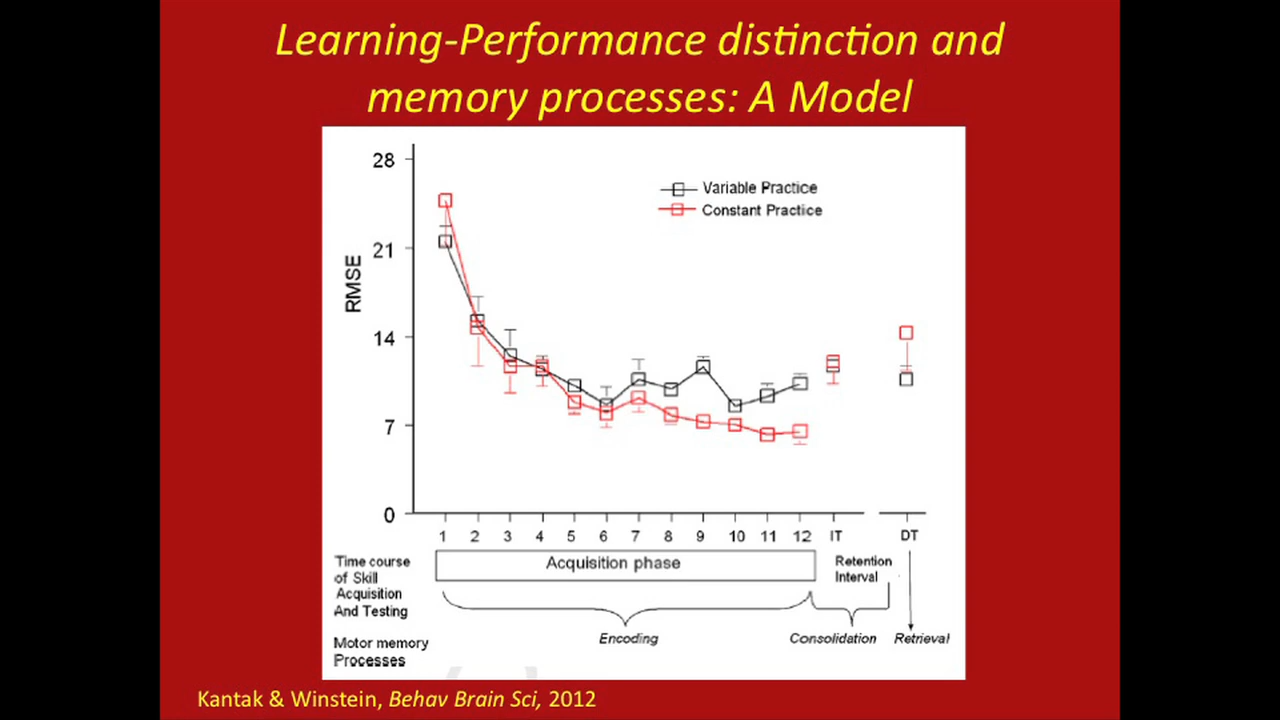 Learning-Performance distinction and
memory processes: A Model
28
21
14
7
0
RMSE
Variable Practice
Constant Practice
1 2 3 4 5 6 7 8 9 10 11 12 IT DT
Time course
of Skill
Acquisition
And Testing
Acquisition phase
Retention
Interval
Encoding
Consolidation
Retrieval
Motor memory
Processes
Kantak & Winstein, Behav Brain Sci, 2012